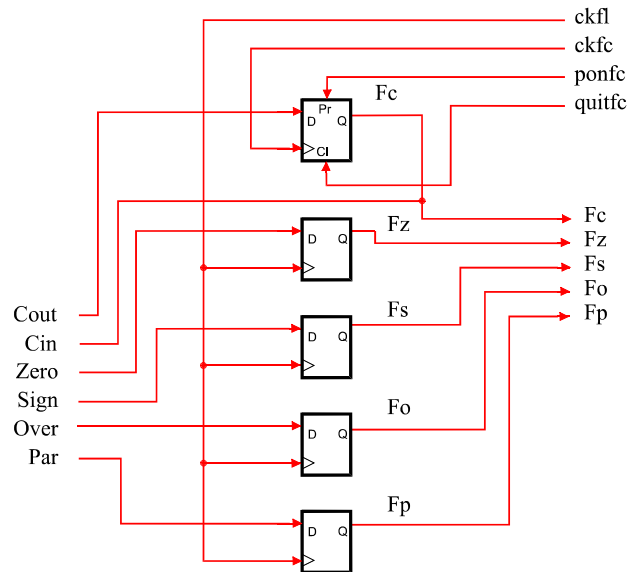 ckfl
ckfc
ponfc
quitfc
Fc
Pr
D Q
Cl
Fc
Fz
D Q
Fz
Fs
Fs
D Q
Fo
Fp
Cout
Cin
Zero
Sign
Over
Par
Fo
D Q
Fp
D Q